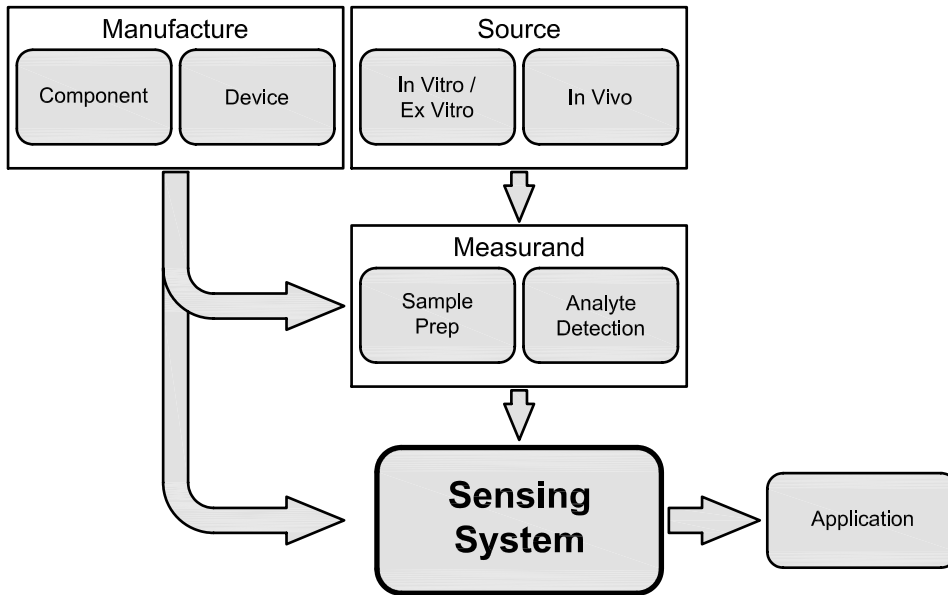 Manufacture
Component
Device
Source
In Vitro /
Ex Vitro
In Vivo
Measurand
Sample
Prep
Analyte
Detection
Sensing
System
Application